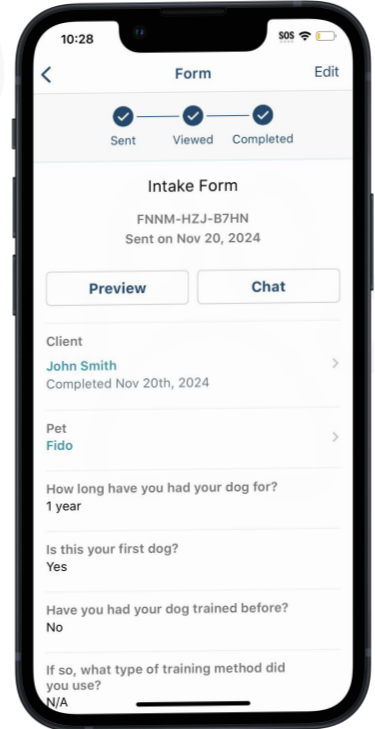 10:28
SOS
Form
Edit
Sent
Viewed
Completed
Intake Form
FNNM-HZJ-B7HN
Sent on Nov 20, 2024
Preview
Chat
Client
John Smith
Completed Nov 20th, 2024
Pet
Fido
How long have you had your dog for?
1 year
Is this your first dog?
Yes
Have you had your dog trained before?
No
If so, what type of training method did
you use?
N/A